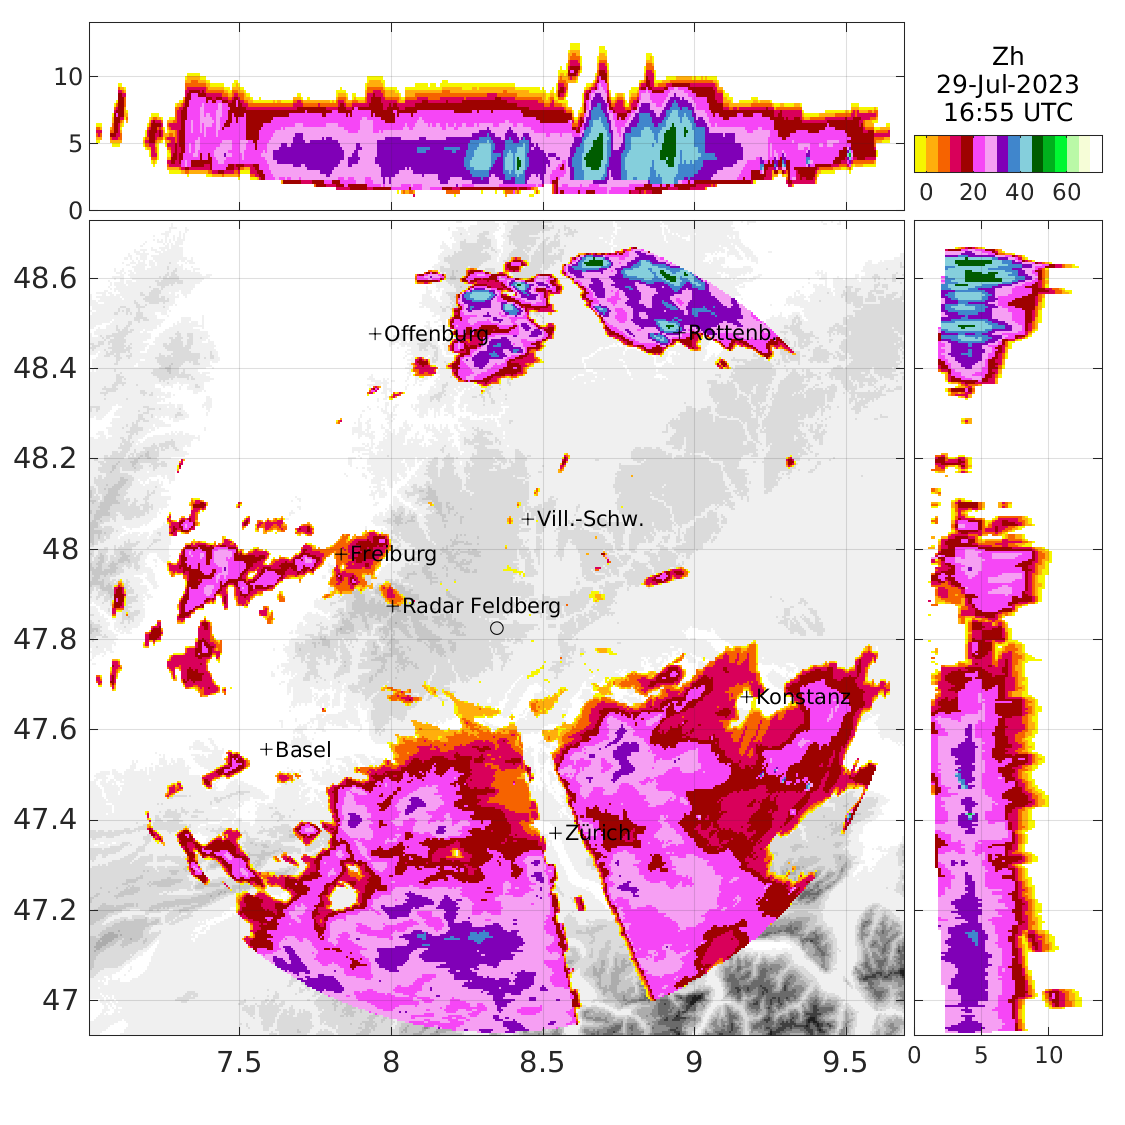 10
5
0
Zh
29-Jul-2023
16:55 UTC
0 20 40 60
48.6
48.4
48.2
48
47.8
47.6
47.4
47.2
47
Offenburg
Rottenb.
Vill.-Schw.
Freiburg
Radar Feldberg
Konstanz
Basel
Zürich
7.5 8 8.5 9 9.5
0 5 10